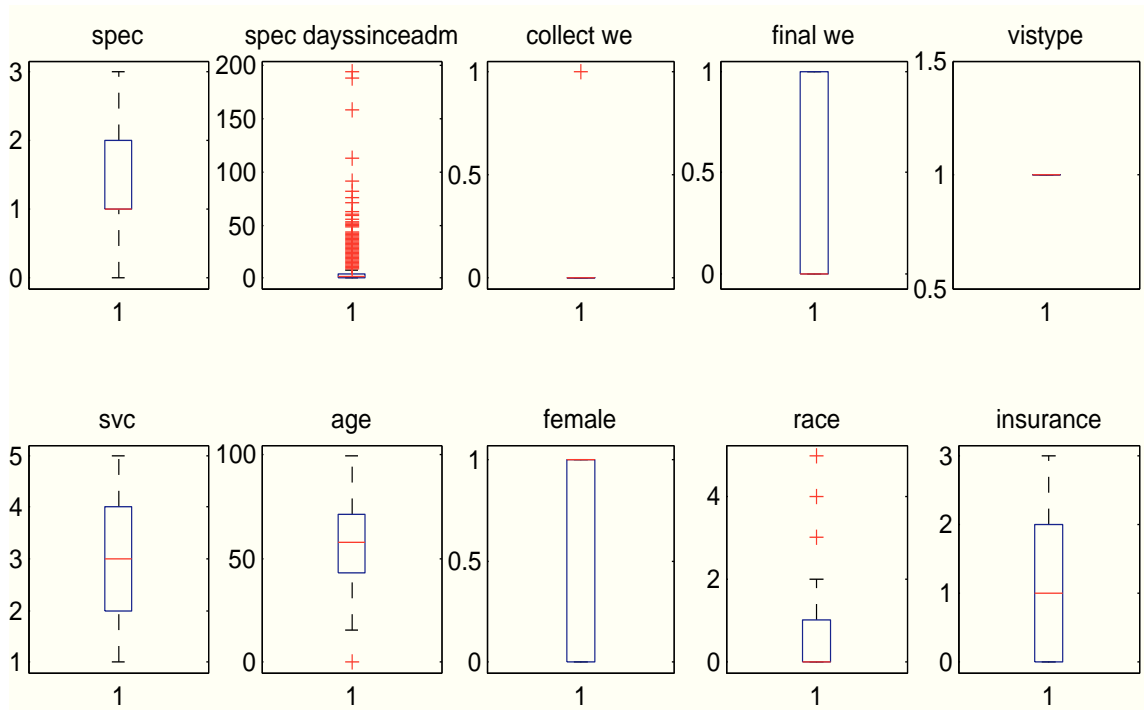 spec spec dayssinceadm collect we final we vistype
3 200 1 1 1.5
150
2
100 0.5 0.5 1
1
50
0 0 0 0 0.5
1 1 1 1 1
svc age female race insurance
5 100 1 3
4 4 2
3 50 0.5
2 2 1
1 0 0 0 0
1 1 1 1 1